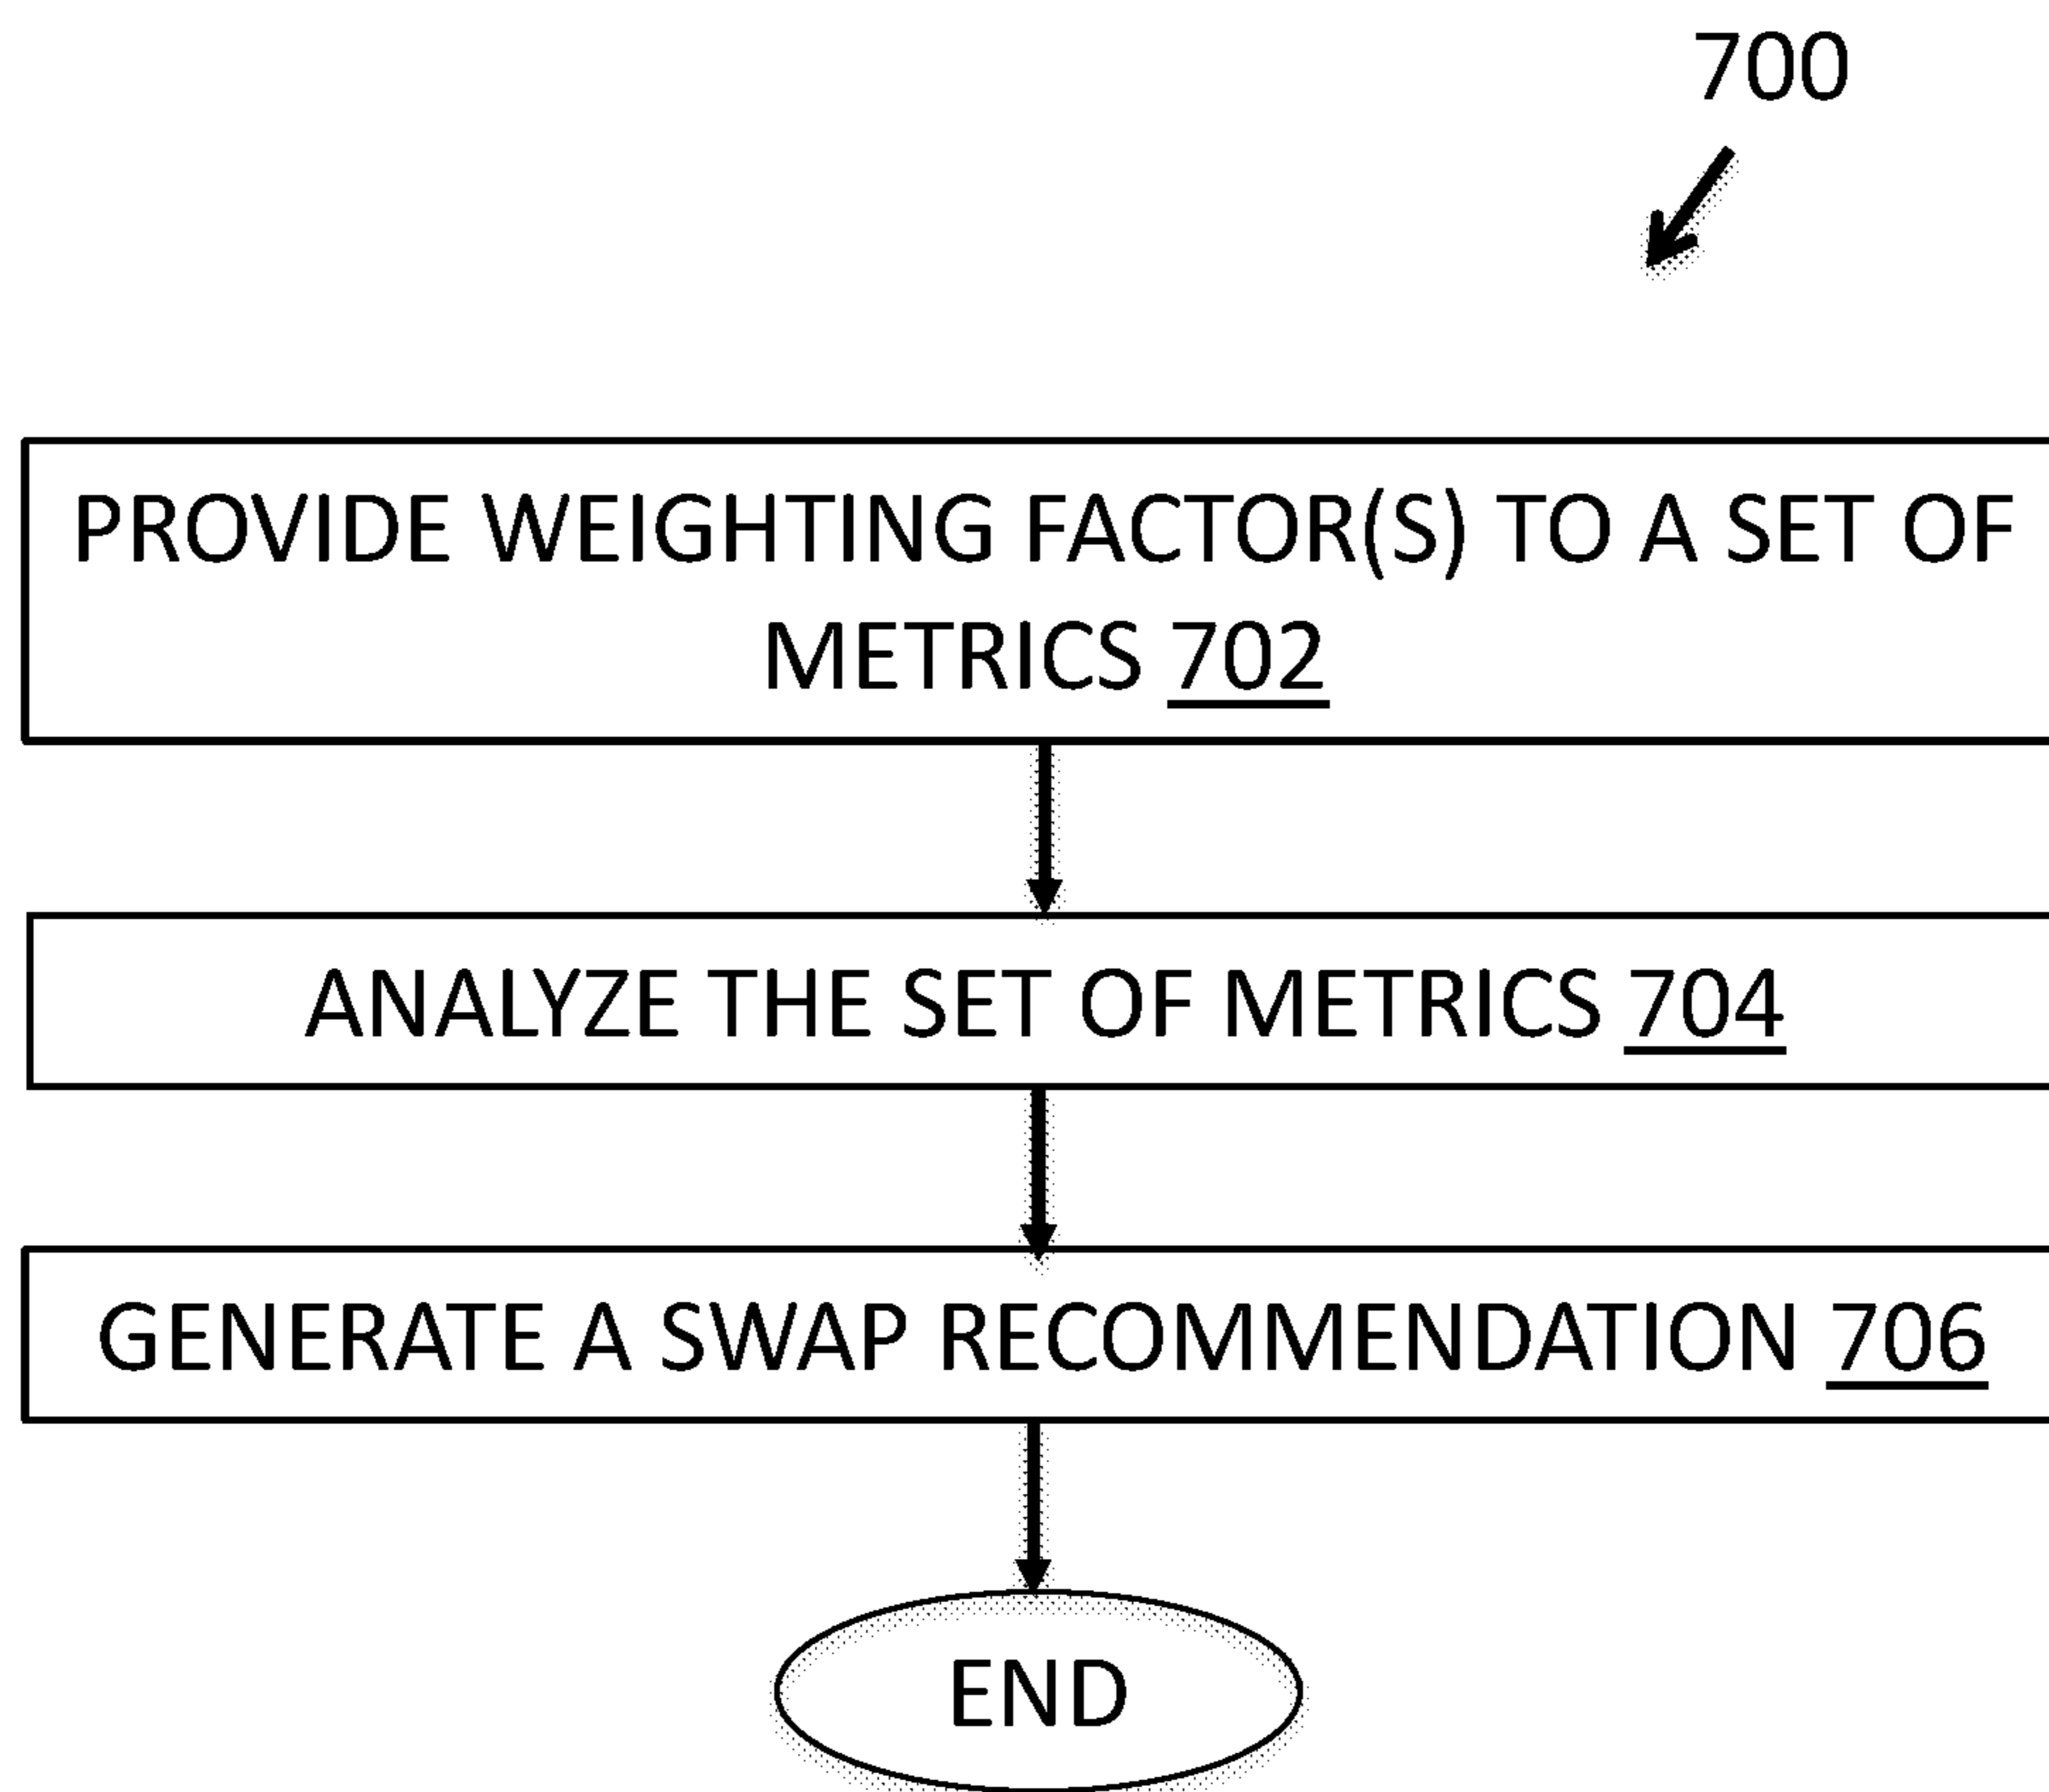 700
PROVIDE WEIGHTING FACTOR(S) TO A SET OF
METRICS 702
ANALYZE THE SET OF METRICS 704
GENERATE A SWAP RECOMMENDATION 706
END